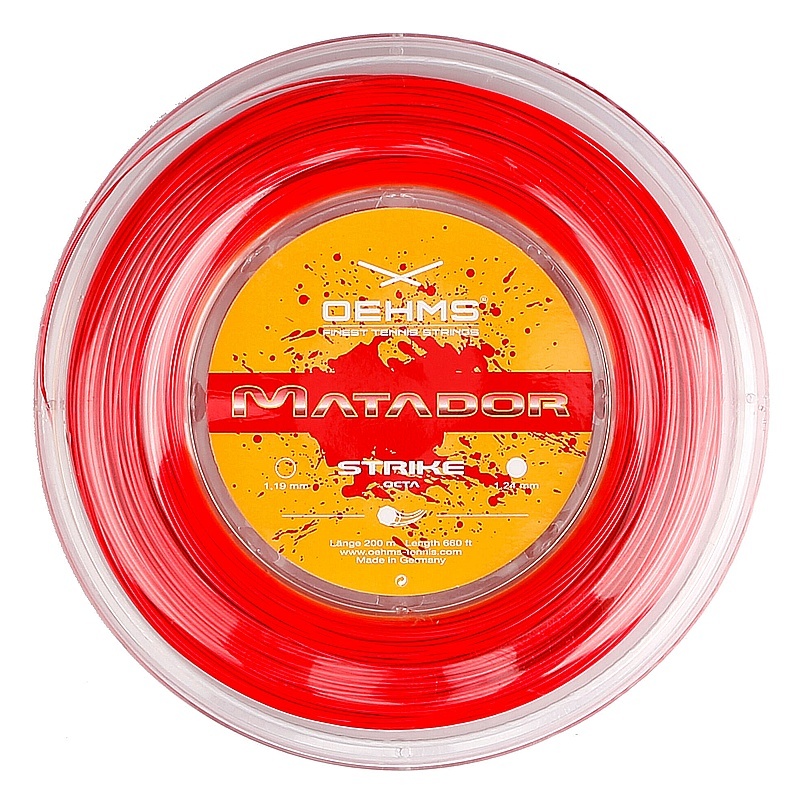 OEHMS®
FINEST TENNIS STRINGS
MATADOR
STRIKE
OCTA
1.19 mm 1.24 mm
Länge 200 m - Length 660 ft
www.oehms-tennis.com
Made in Germany